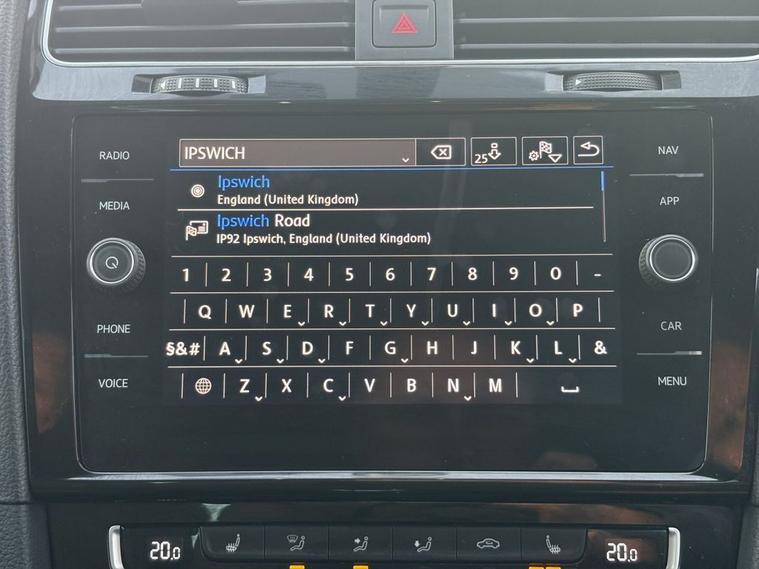 RADIO
MEDIA
PHONE
VOICE
IPSWICH
25
Ipswich
England (United Kingdom)
Ipswich Road
IP92 Ipswich, England (United Kingdom)
1 2 3 4 5 6 7 8 9 0 -
Q W E R T Y U I O P
§&# A S D F G H J K L &
Z X C V B N M
NAV
APP
CAR
MENU
20.0
20.0